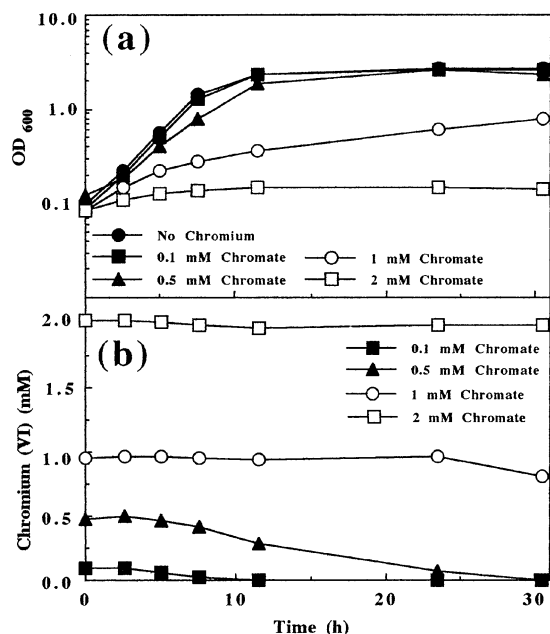 (a)
10.0
1.0
0.1
OD 600
No Chromium
0.1 mM Chromate
0.5 mM Chromate
1 mM Chromate
2 mM Chromate
(b)
2.0
1.0
0.5
0.0
Chromium (VI) (mM)
0.1 mM Chromate
0.5 mM Chromate
1 mM Chromate
2 mM Chromate
0
10
20
30
Time (h)